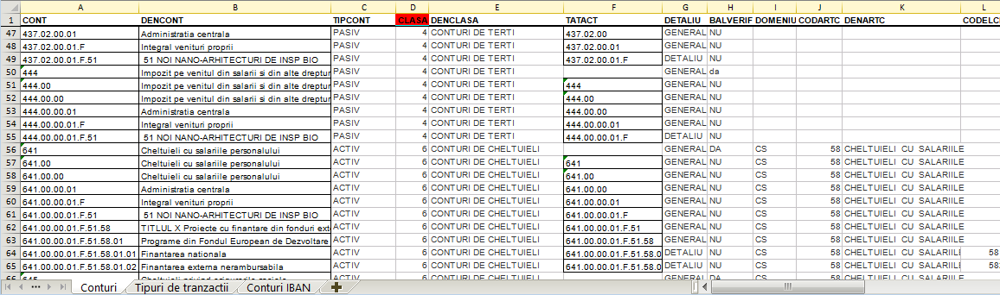 A B C D E F G H I J K L
1 CONT DENCONT TIPCONT CLASA DENCLASA TATACT DETALIU BALVERIF DOMENIU CODARTC DENARTC CODELC
47 437.02.00.01 Administratia centrala PASIV 4 CONTURI DE TERTI 437.02.00 GENERAL NU
48 437.02.00.01.F Integral venituri proprii PASIV 4 CONTURI DE TERTI 437.02.00.01 GENERAL NU
49 437.02.00.01.F.51 51 NOI NANO-ARHITECTURI DE INSP BIO PASIV 4 CONTURI DE TERTI 437.02.00.01.F DETALIU NU
50 444 Impozit pe venitul din salarii si din alte dreptur PASIV 4 CONTURI DE TERTI GENERAL da
51 444.00 Impozit pe venitul din salarii si din alte dreptur PASIV 4 CONTURI DE TERTI 444 GENERAL NU
52 444.00.00 Impozit pe venitul din salarii si din alte dreptur PASIV 4 CONTURI DE TERTI 444.00 GENERAL NU
53 444.00.00.01 Administratia centrala PASIV 4 CONTURI DE TERTI 444.00.00 GENERAL NU
54 444.00.00.01.F Integral venituri proprii PASIV 4 CONTURI DE TERTI 444.00.00.01 GENERAL NU
55 444.00.00.01.F.51 51 NOI NANO-ARHITECTURI DE INSP BIO PASIV 4 CONTURI DE TERTI 444.00.00.01.F DETALIU NU
56 641 Cheltuieli cu salariile personalului ACTIV 6 CONTURI DE CHELTUIELI GENERAL DA CS 58 CHELTUIELI CU SALARIILE
57 641.00 Cheltuieli cu salariile personalului ACTIV 6 CONTURI DE CHELTUIELI 641 GENERAL NU CS 58 CHELTUIELI CU SALARIILE
58 641.00.00 Cheltuieli cu salariile personalului ACTIV 6 CONTURI DE CHELTUIELI 641.00 GENERAL NU CS 58 CHELTUIELI CU SALARIILE
59 641.00.00.01 Administratia centrala ACTIV 6 CONTURI DE CHELTUIELI 641.00.00 GENERAL NU CS 58 CHELTUIELI CU SALARIILE
60 641.00.00.01.F Integral venituri proprii ACTIV 6 CONTURI DE CHELTUIELI 641.00.00.01 GENERAL NU CS 58 CHELTUIELI CU SALARIILE
61 641.00.00.01.F.51 51 NOI NANO-ARHITECTURI DE INSP BIO ACTIV 6 CONTURI DE CHELTUIELI 641.00.00.01.F GENERAL NU CS 58 CHELTUIELI CU SALARIILE
62 641.00.00.01.F.51.58 TITLUL X Proiecte cu finantare din fonduri exte ACTIV 6 CONTURI DE CHELTUIELI 641.00.00.01.F.51 GENERAL NU CS 58 CHELTUIELI CU SALARIILE
63 641.00.00.01.F.51.58.01 Programe din Fondul European de Dezvoltare ACTIV 6 CONTURI DE CHELTUIELI 641.00.00.01.F.51.58 GENERAL NU CS 58 CHELTUIELI CU SALARIILE
64 641.00.00.01.F.51.58.01.01 Finantarea nationala ACTIV 6 CONTURI DE CHELTUIELI 641.00.00.01.F.51.58.0 DETALIU NU CS 58 CHELTUIELI CU SALARIILE 58
65 641.00.00.01.F.51.58.01.02 Finantarea externa nerambursabila ACTIV 6 CONTURI DE CHELTUIELI 641.00.00.01.F.51.58.0 DETALIU NU CS 58 CHELTUIELI CU SALARIILE 58
66 645 Cheltuieli privind asigurarile sociale ACTIV 6 CONTURI DE CHELTUIELI GENERAL DA CS 58 CHELTUIELI CU SALARIILE
Conturi Tipuri de tranzactii Conturi IBAN